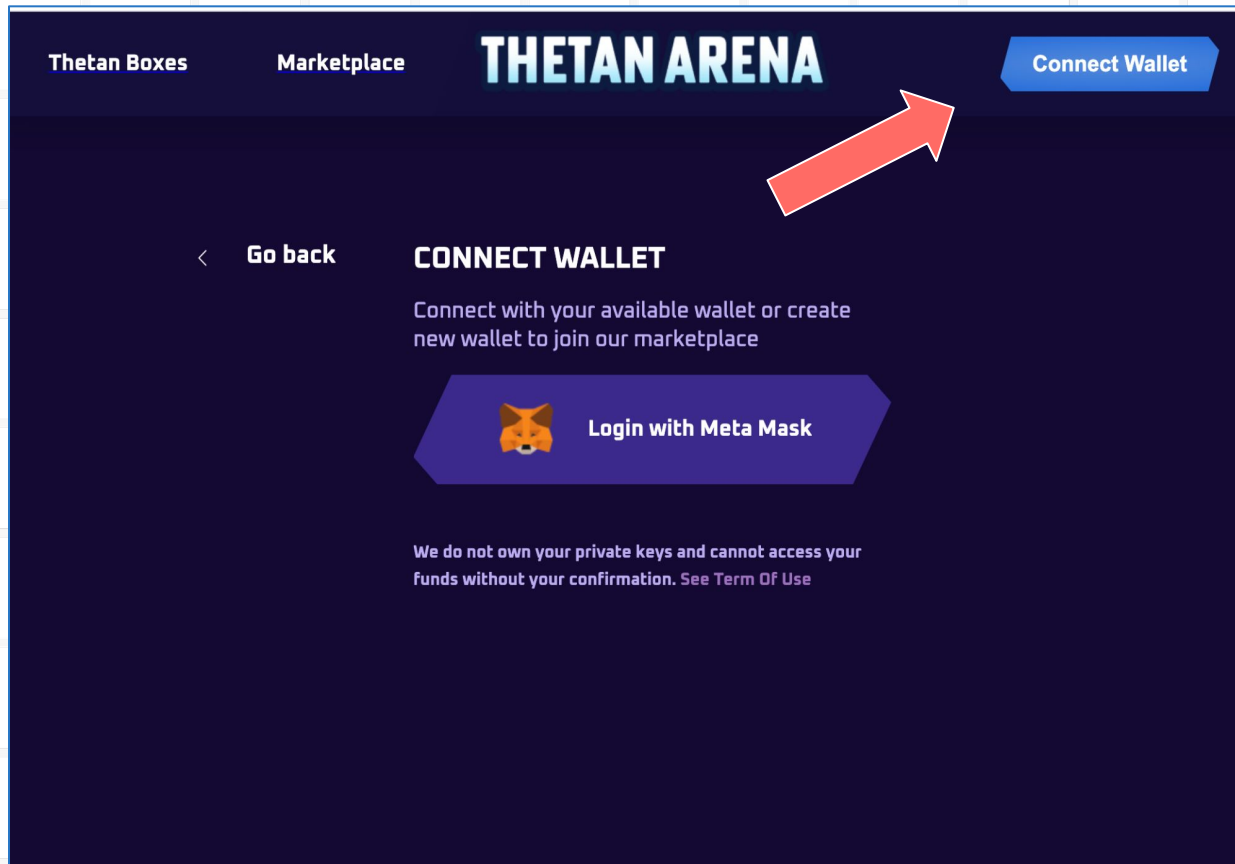 Thetan Boxes
Marketplace
THETAN ARENA
Connect Wallet
Go back
CONNECT WALLET
Connect with your available wallet or create
new wallet to join our marketplace
Login with Meta Mask
We do not own your private keys and cannot access your
funds without your confirmation. See Term Of Use